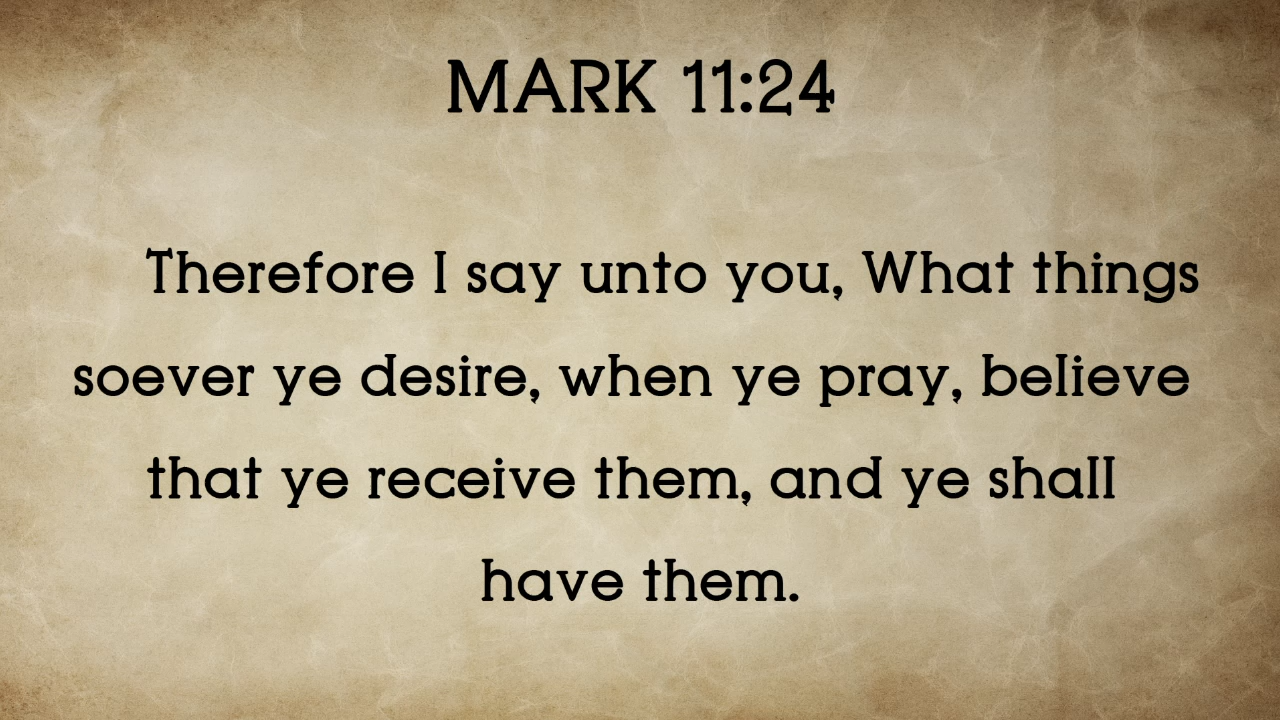 MARK 11:24
Therefore I say unto you, What things
soever ye desire, when ye pray, believe
that ye receive them, and ye shall
have them.